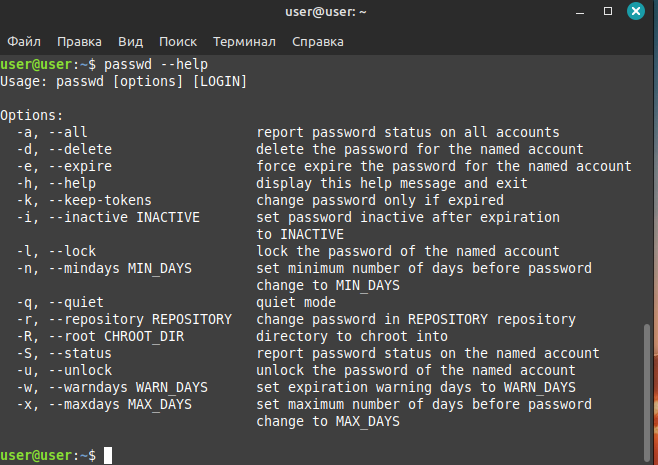 user@user: ~
Файл Правка Вид Поиск Терминал Справка
user@user:~$ passwd --help
Usage: passwd [options] [LOGIN]

Options:
  -a, --all                     report password status on all accounts
  -d, --delete                  delete the password for the named account
  -e, --expire                  force expire the password for the named account
  -h, --help                    display this help message and exit
  -k, --keep-tokens             change password only if expired
  -i, --inactive INACTIVE       set password inactive after expiration
                                to INACTIVE
  -l, --lock                    lock the password of the named account
  -n, --mindays MIN_DAYS        set minimum number of days before password
                                change to MIN_DAYS
  -q, --quiet                   quiet mode
  -r, --repository REPOSITORY   change password in REPOSITORY repository
  -R, --root CHROOT_DIR         directory to chroot into
  -S, --status                  report password status on the named account
  -u, --unlock                  unlock the password of the named account
  -w, --warndays WARN_DAYS      set expiration warning days to WARN_DAYS
  -x, --maxdays MAX_DAYS        set maximum number of days before password
                                change to MAX_DAYS

user@user:~$